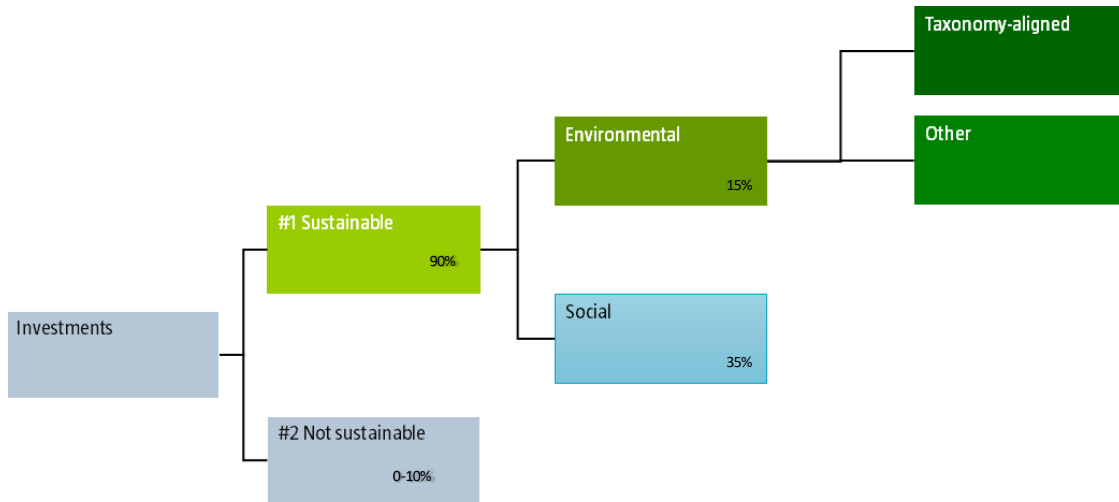 Taxonomy-aligned
Other
Environmental
15%
#1 Sustainable
90%
Social
35%
Investments
#2 Not sustainable
0-10%